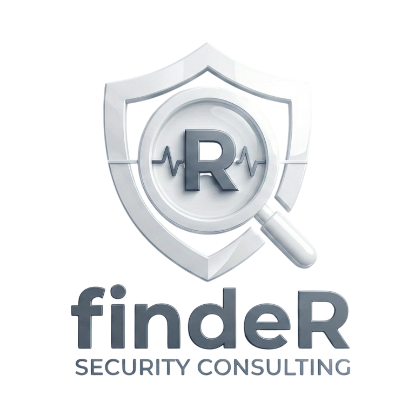 R
findeR
SECURITY CONSULTING